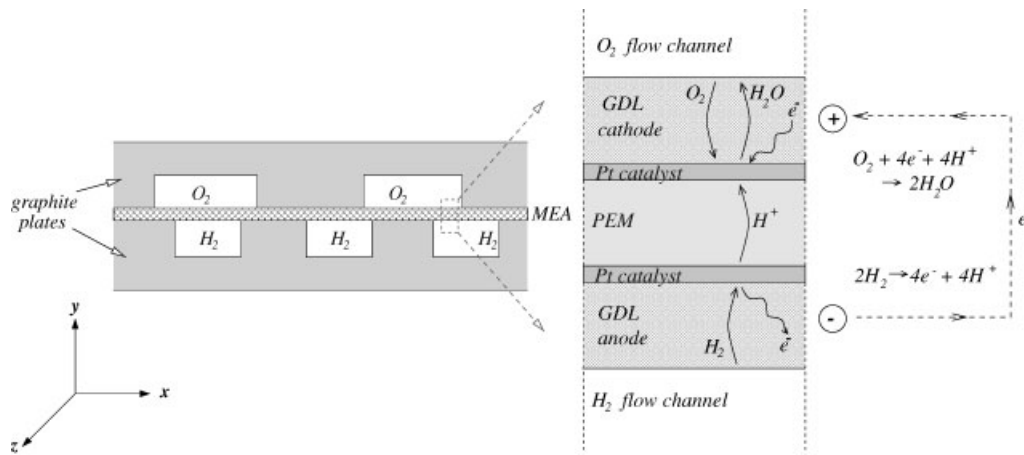 graphite
plates
O₂
O₂
H₂
H₂
H₂
MEA
y
x
z
O₂ flow channel
GDL
cathode
O₂
H₂O
e⁻
Pt catalyst
PEM
H⁺
Pt catalyst
GDL
anode
H₂
e⁻
H₂ flow channel
+
O₂ + 4e⁻ + 4H⁺
→ 2H₂O
2H₂ → 4e⁻ + 4H⁺
-
e